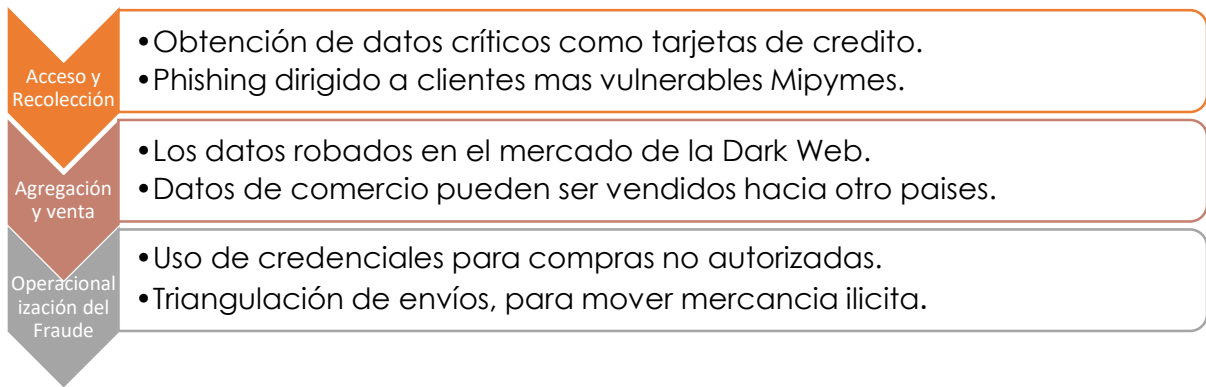 Acceso y
Recolección
•Obtención de datos críticos como tarjetas de credito.
•Phishing dirigido a clientes mas vulnerables Mipymes.
Agregación
y venta
•Los datos robados en el mercado de la Dark Web.
•Datos de comercio pueden ser vendidos hacia otro paises.
Operacional
ización del
Fraude
•Uso de credenciales para compras no autorizadas.
•Triangulación de envíos, para mover mercancia ilicita.